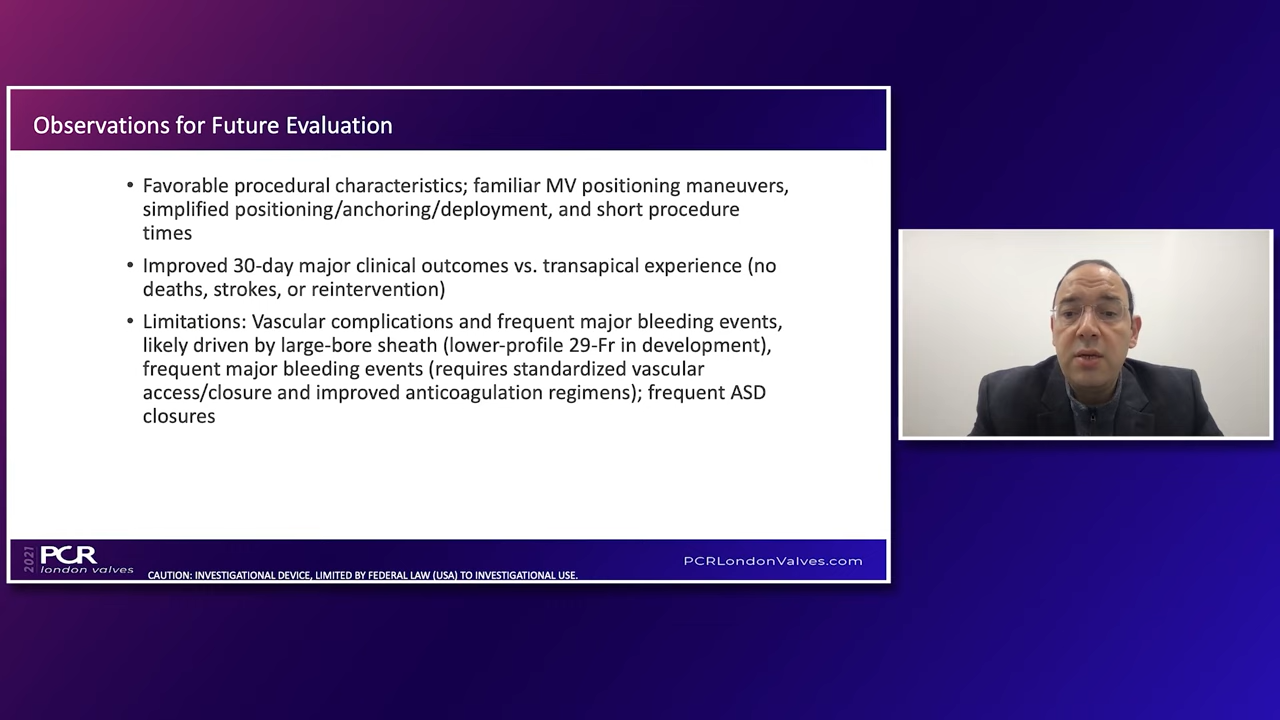 Observations for Future Evaluation
• Favorable procedural characteristics; familiar MV positioning maneuvers,
simplified positioning/anchoring/deployment, and short procedure
times
• Improved 30-day major clinical outcomes vs. transapical experience (no
deaths, strokes, or reintervention)
• Limitations: Vascular complications and frequent major bleeding events,
likely driven by large-bore sheath (lower-profile 29-Fr in development),
frequent major bleeding events (requires standardized vascular
access/closure and improved anticoagulation regimens); frequent ASD
closures
2021
PCR
london valves
CAUTION: INVESTIGATIONAL DEVICE, LIMITED BY FEDERAL LAW (USA) TO INVESTIGATIONAL USE.
PCRLondonValves.com